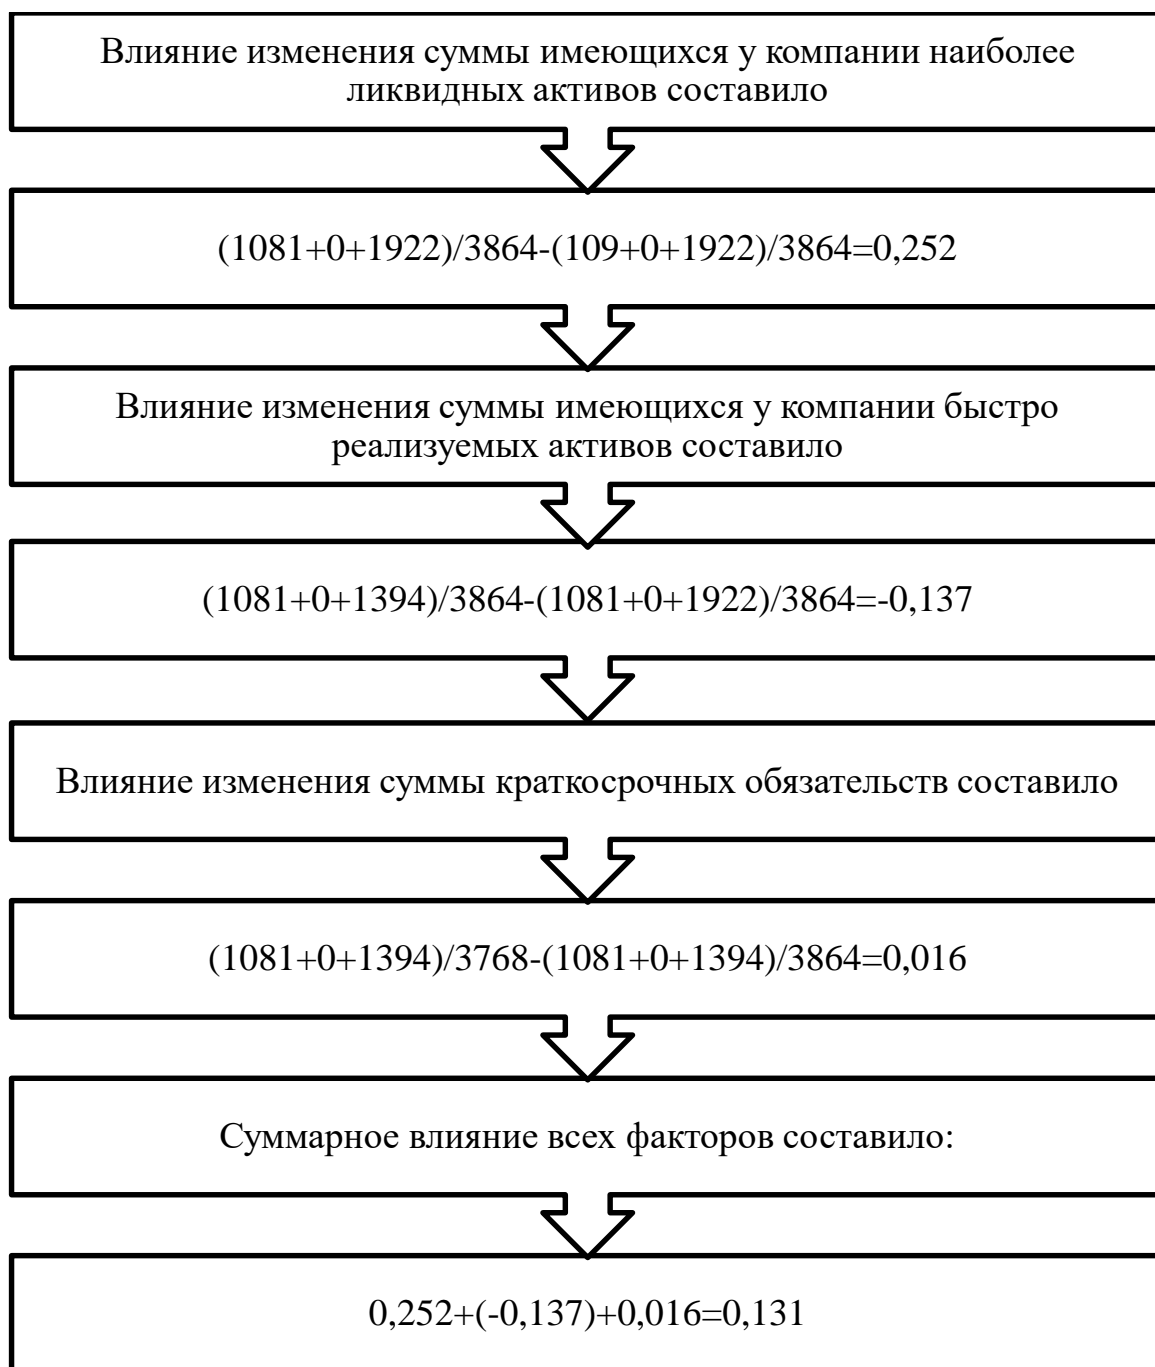 Влияние изменения суммы имеющихся у компании наиболее
ликвидных активов составило
(1081+0+1922)/3864-(109+0+1922)/3864=0,252
Влияние изменения суммы имеющихся у компании быстро
реализуемых активов составило
(1081+0+1394)/3864-(1081+0+1922)/3864=-0,137
Влияние изменения суммы краткосрочных обязательств составило
(1081+0+1394)/3768-(1081+0+1394)/3864=0,016
Суммарное влияние всех факторов составило:
0,252+(-0,137)+0,016=0,131